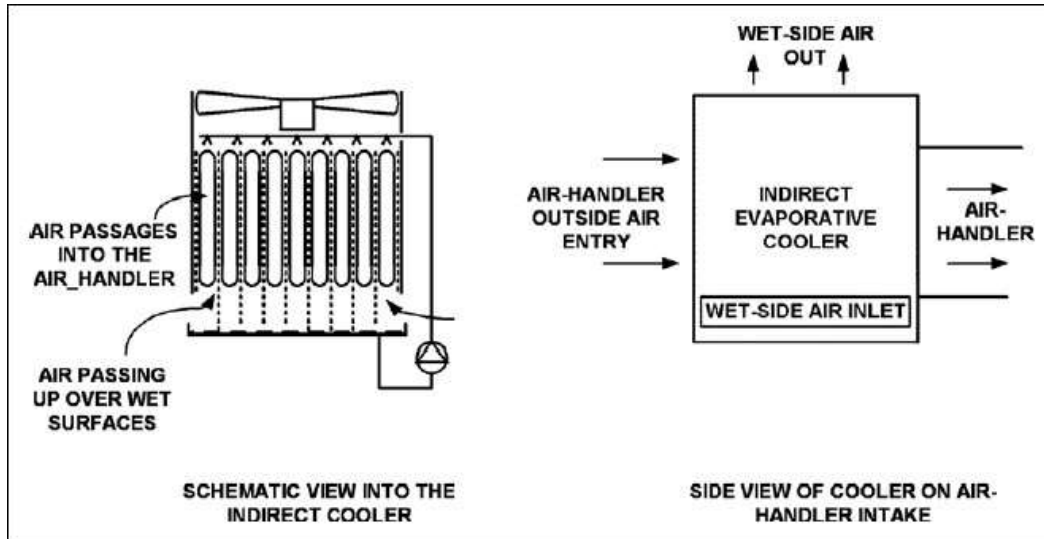 AIR PASSAGES
INTO THE
AIR_HANDLER
AIR PASSING
UP OVER WET
SURFACES
SCHEMATIC VIEW INTO THE
INDIRECT COOLER
WET-SIDE AIR
OUT
AIR-HANDLER
OUTSIDE AIR
ENTRY
INDIRECT
EVAPORATIVE
COOLER
AIR-
HANDLER
WET-SIDE AIR INLET
SIDE VIEW OF COOLER ON AIR-
HANDLER INTAKE